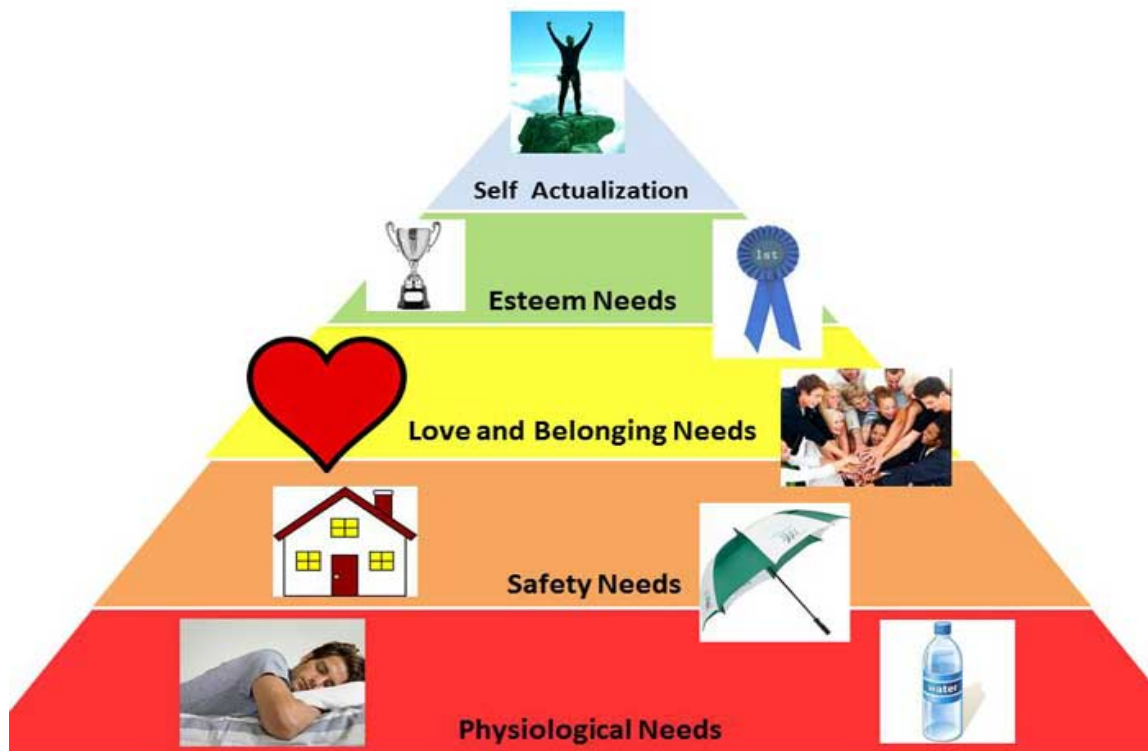 Self Actualization
1st
Esteem Needs
Love and Belonging Needs
Safety Needs
water
Physiological Needs